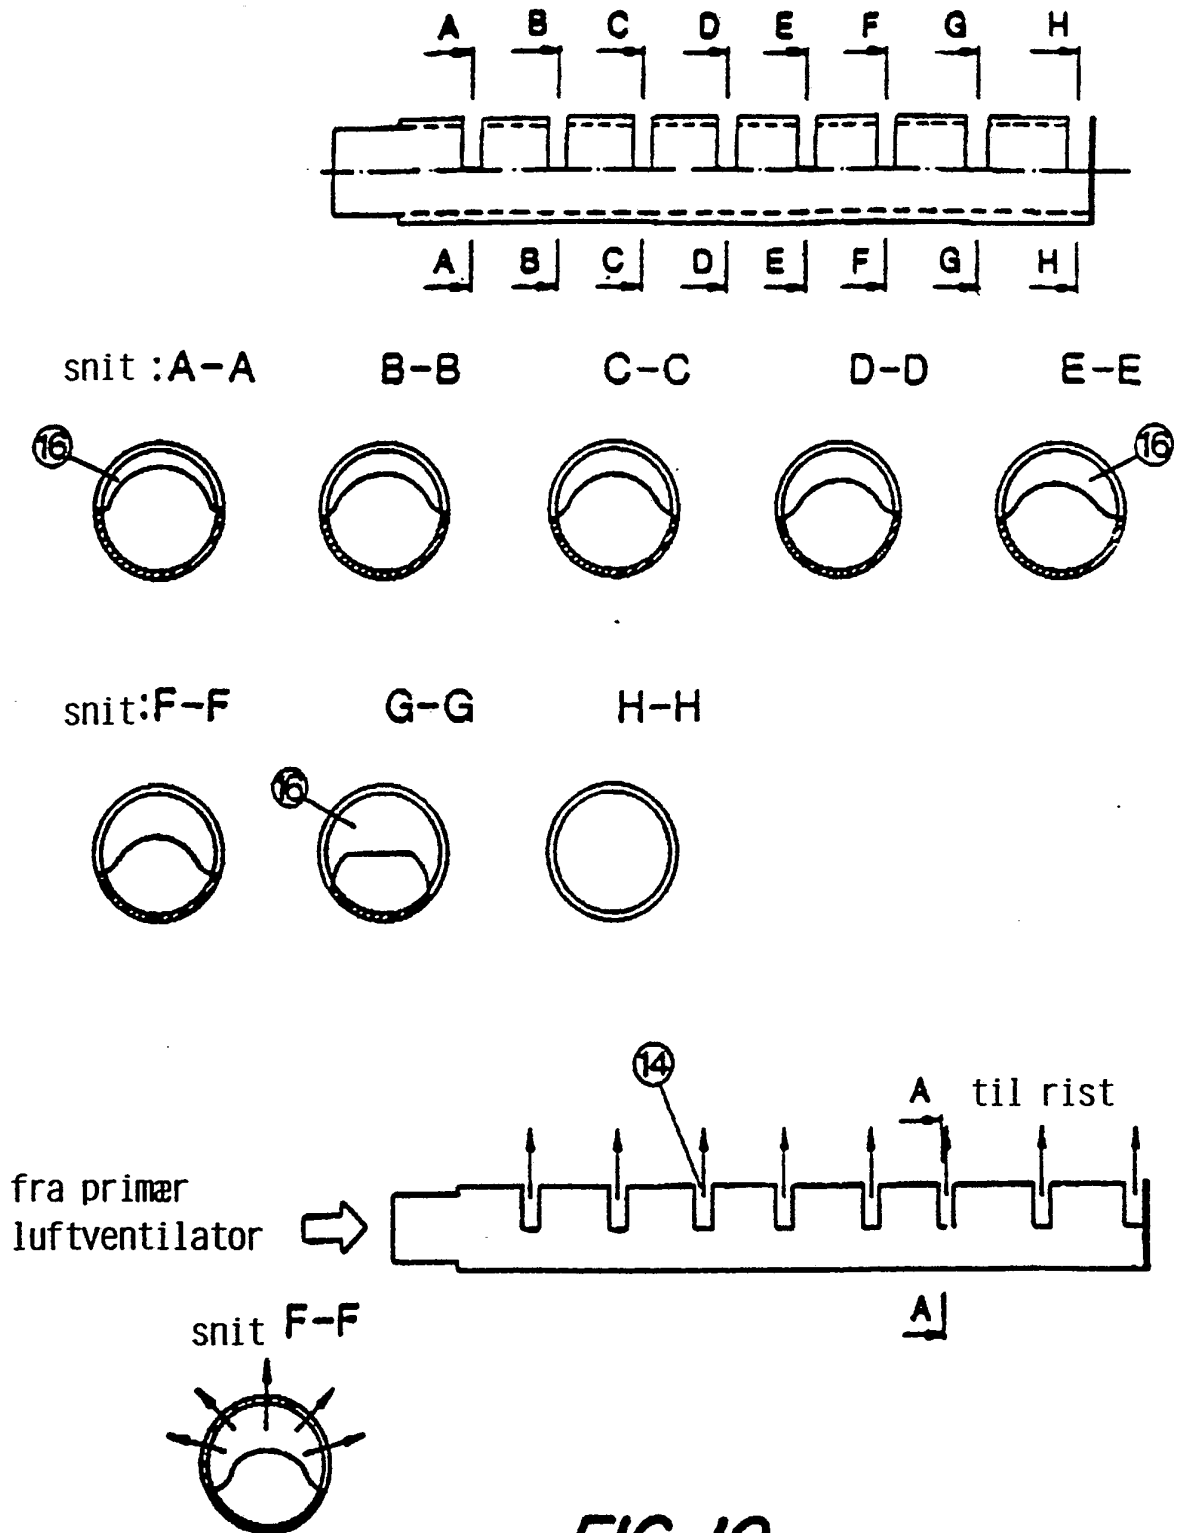 A B C D E F G H
A B C D E F G H
snit : A-A B-B C-C D-D E-E
16 16
snit: F-F G-G H-H
16
14
A til rist
fra primær
luftventilator
A
snit F-F